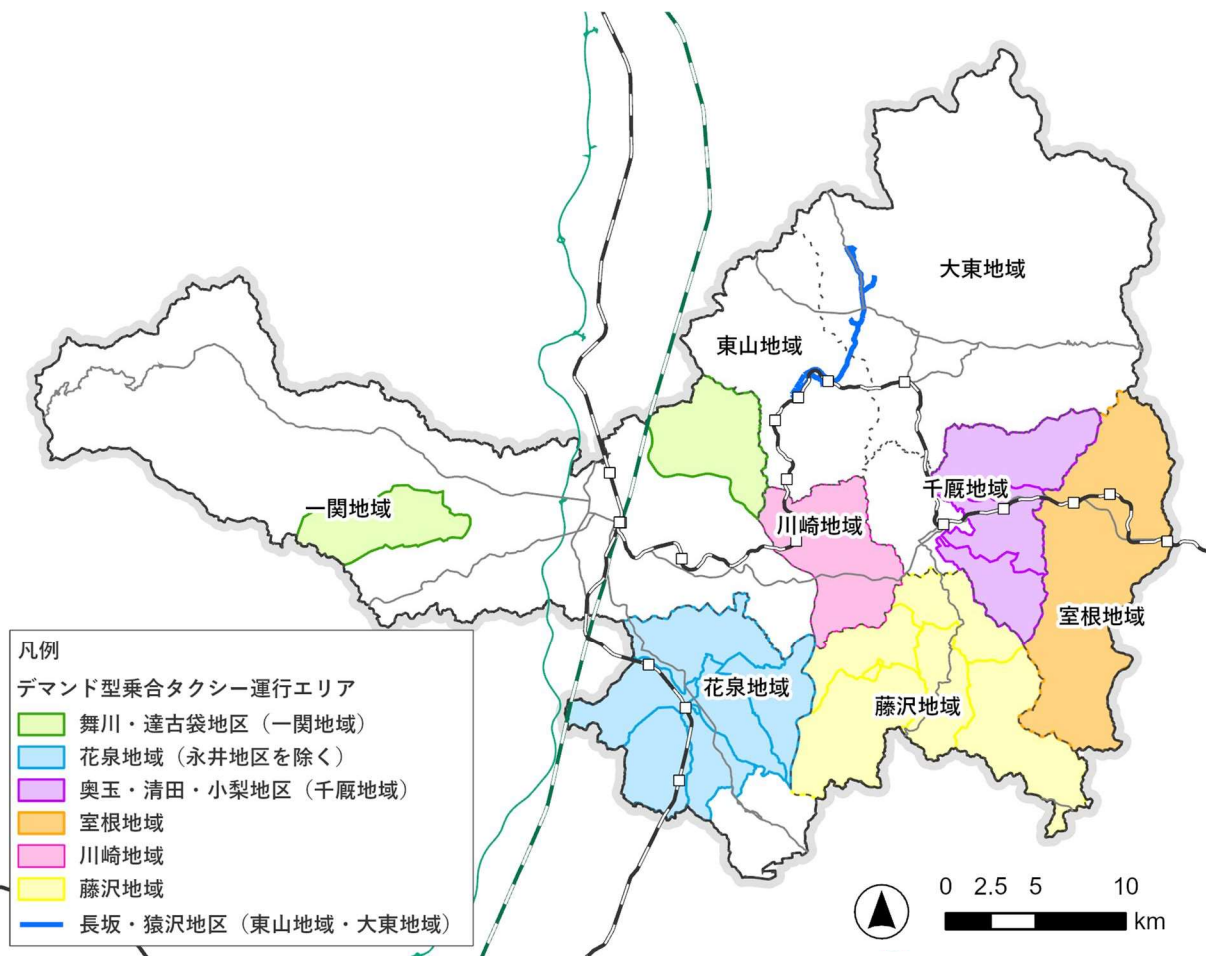 大東地域
東山地域
千厩地域
一関地域
川崎地域
室根地域
花泉地域
藤沢地域
凡例
デマンド型乗合タクシー運行エリア
舞川・達古袋地区（一関地域）
花泉地域（永井地区を除く）
奥玉・清田・小梨地区（千厩地域）
室根地域
川崎地域
藤沢地域
長坂・猿沢地区（東山地域・大東地域）
0 2.5 5 10
km